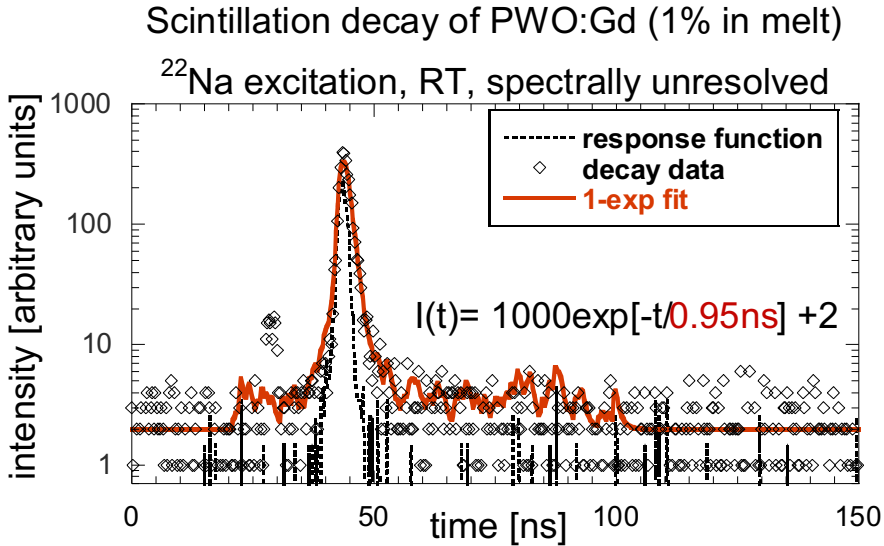 Scintillation decay of PWO:Gd (1% in melt)
²²Na excitation, RT, spectrally unresolved
intensity [arbitrary units]
1000
100
10
1
response function
decay data
1-exp fit
I(t)= 1000exp[-t/0.95ns] +2
0 50 100 150
time [ns]